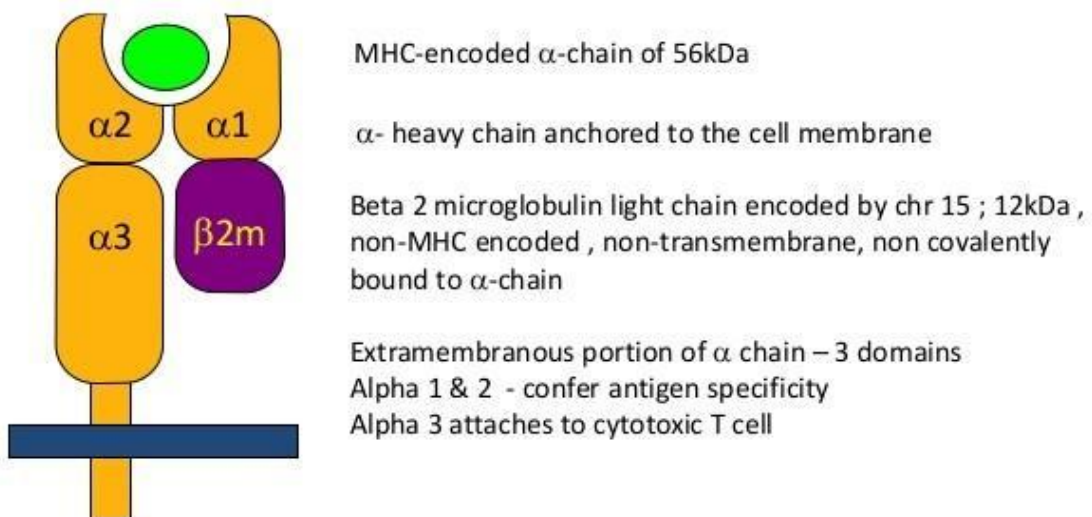 α2
α1
α3
β2m
MHC-encoded α-chain of 56kDa
α- heavy chain anchored to the cell membrane
Beta 2 microglobulin light chain encoded by chr 15 ; 12kDa ,
non-MHC encoded , non-transmembrane, non covalently
bound to α-chain
Extramembranous portion of α chain – 3 domains
Alpha 1 & 2  - confer antigen specificity
Alpha 3 attaches to cytotoxic T cell